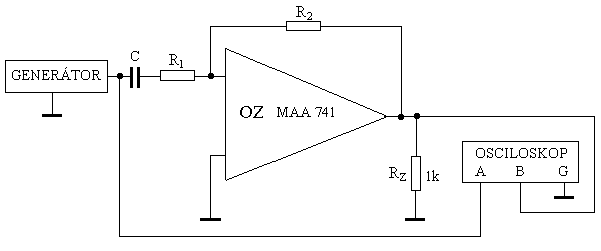 R2
C
R1
GENERÁTOR
OZ MAA 741
OSCILOSKOP
A B G
RZ 1k